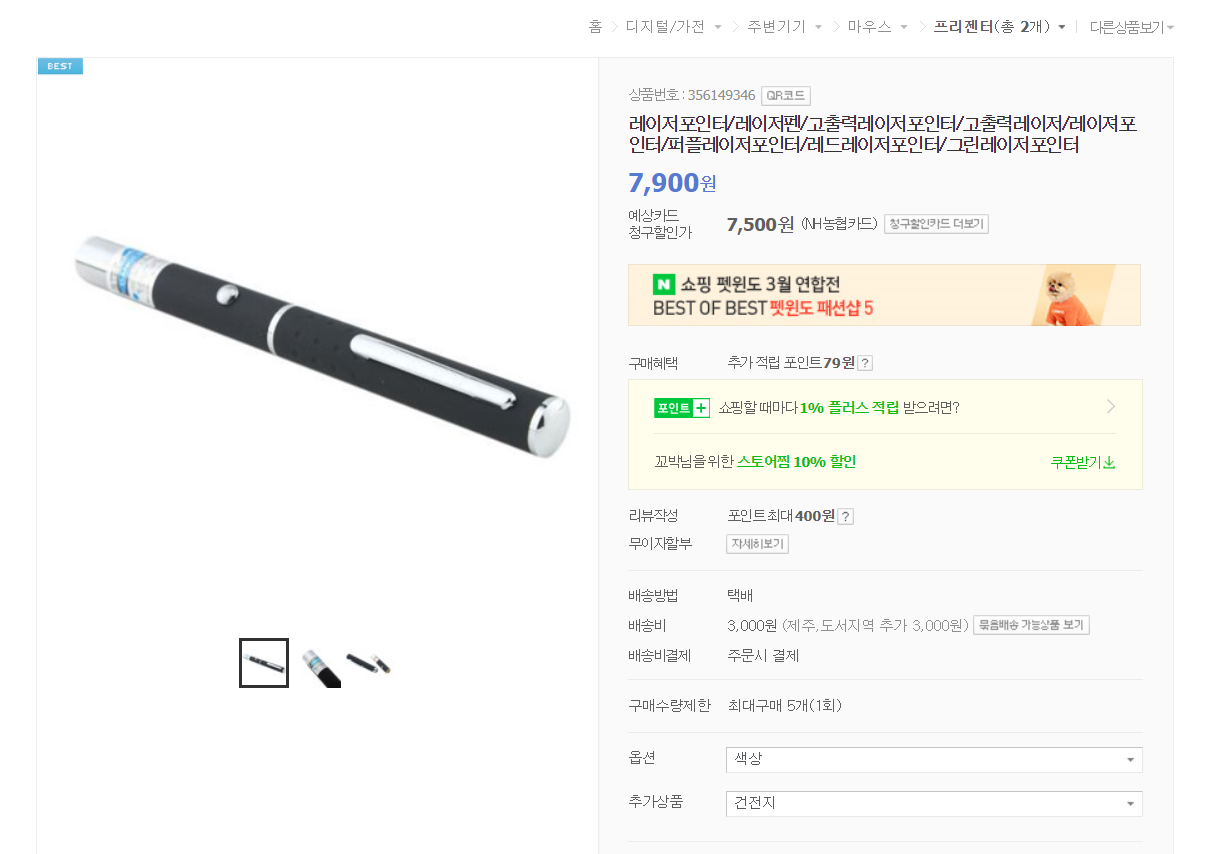 홈 디지털/가전 주변기기 마우스 프리젠터(총 2개) 다른상품보기
BEST
상품번호 : 356149346 QR코드
레이저포인터/레이저펜/고출력레이저포인터/고출력레이저/레이저포
인터/퍼플레이저포인터/레드레이저포인터/그린레이저포인터
7,900원
예상카드
청구할인가
7,500원 (NH농협카드) 청구할인카드 더보기
N 쇼핑 펫윈도 3월 연합전
BEST OF BEST 펫윈도 패션샵 5
구매혜택 추가 적립 포인트 79원 ?
포인트+ 쇼핑할 때마다 1% 플러스 적립 받으려면?
꼬박님을 위한 스토어찜 10% 할인 쿠폰받기
리뷰작성 포인트 최대 400원 ?
무이자할부 자세히보기
배송방법 택배
배송비 3,000원 (제주,도서지역 추가 3,000원) 묶음배송 가능상품 보기
배송비결제 주문시 결제
구매수량제한 최대구매 5개(1회)
옵션 색상
추가상품 건전지